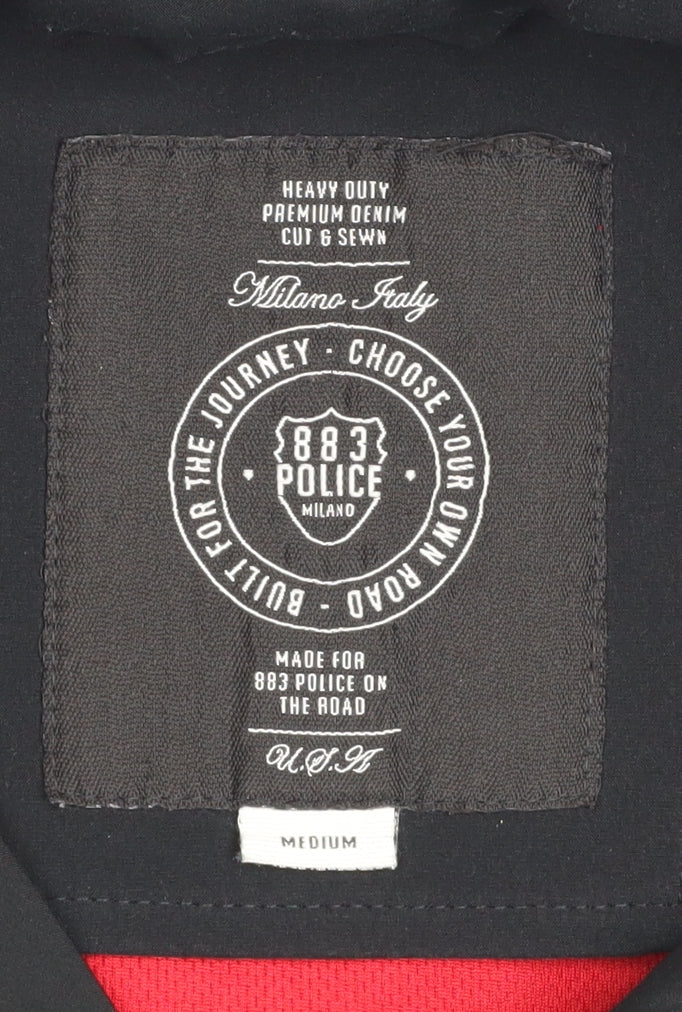 HEAVY DUTY
PREMIUM DENIM
CUT & SEWN
Milano Italy
BUILT FOR THE JOURNEY - CHOOSE YOUR OWN ROAD -
883
POLICE
MILANO
MADE FOR
883 POLICE ON
THE ROAD
U.S.A
MEDIUM